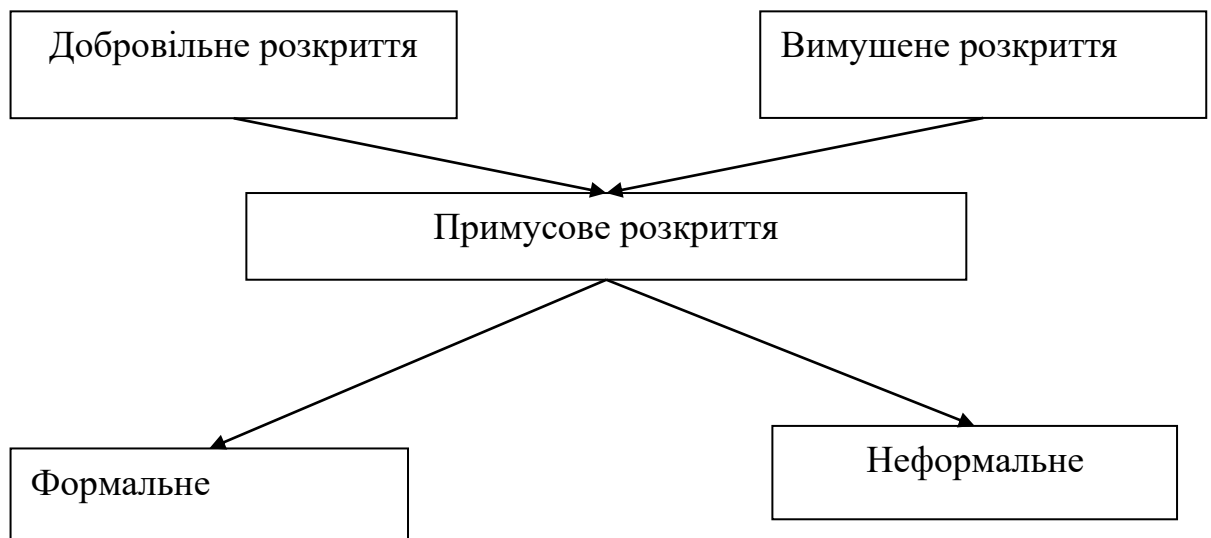 Добровільне розкриття
Вимушене розкриття
Примусове розкриття
Формальне
Неформальне